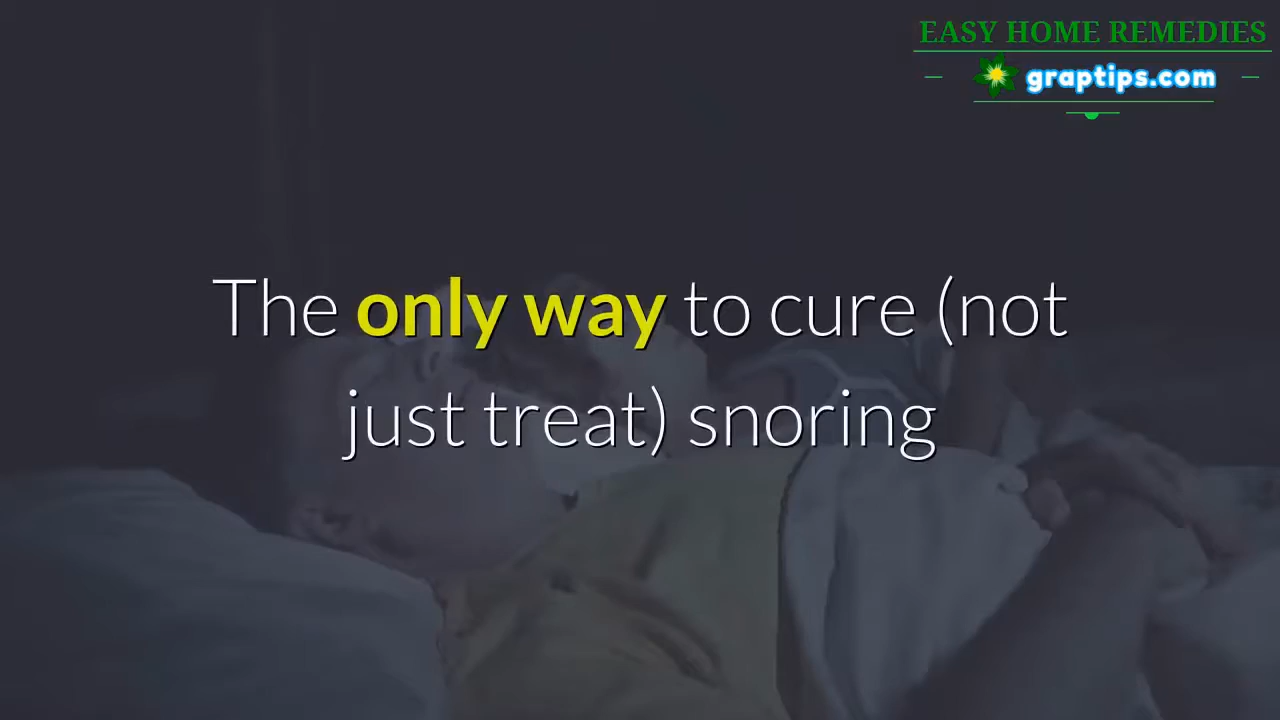 EASY HOME REMEDIES
graptips.com
The only way to cure (not
just treat) snoring